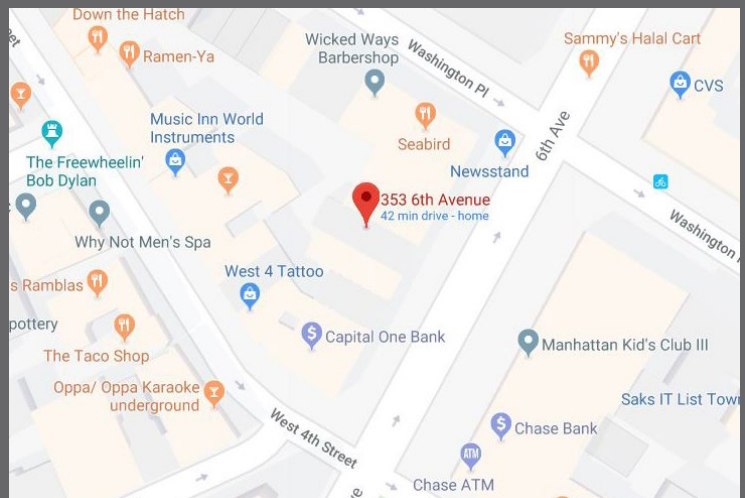 Down the Hatch
Ramen-Ya
Wicked Ways
Barbershop
Washington Pl
Sammy's Halal Cart
CVS
Music Inn World
Instruments
Seabird
6th Ave
Newsstand
The Freewheelin'
Bob Dylan
353 6th Avenue
42 min drive - home
Why Not Men's Spa
Washington
West 4 Tattoo
s Ramblas
pottery
Capital One Bank
The Taco Shop
Manhattan Kid's Club III
Oppa/ Oppa Karaoke
underground
Saks IT List Tow
West 4th Street
Chase Bank
ATM
Chase ATM